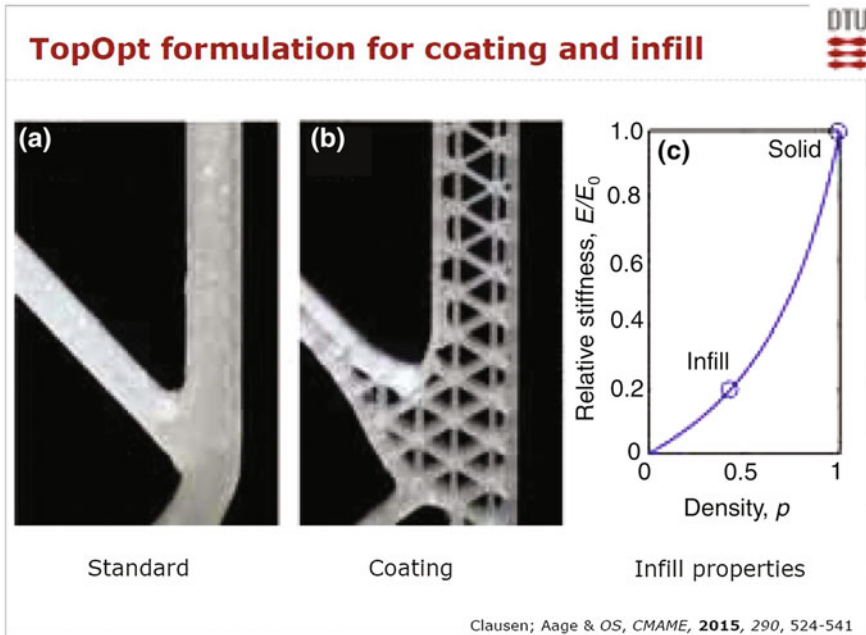 TopOpt formulation for coating and infill
DTU
(a)
(b)
(c)
Relative stiffness, E/E0
1.0
0.8
0.6
0.4
0.2
0
Solid
Infill
0
0.5
1
Density, p
Standard
Coating
Infill properties
Clausen; Aage & OS, CMAME, 2015, 290, 524-541